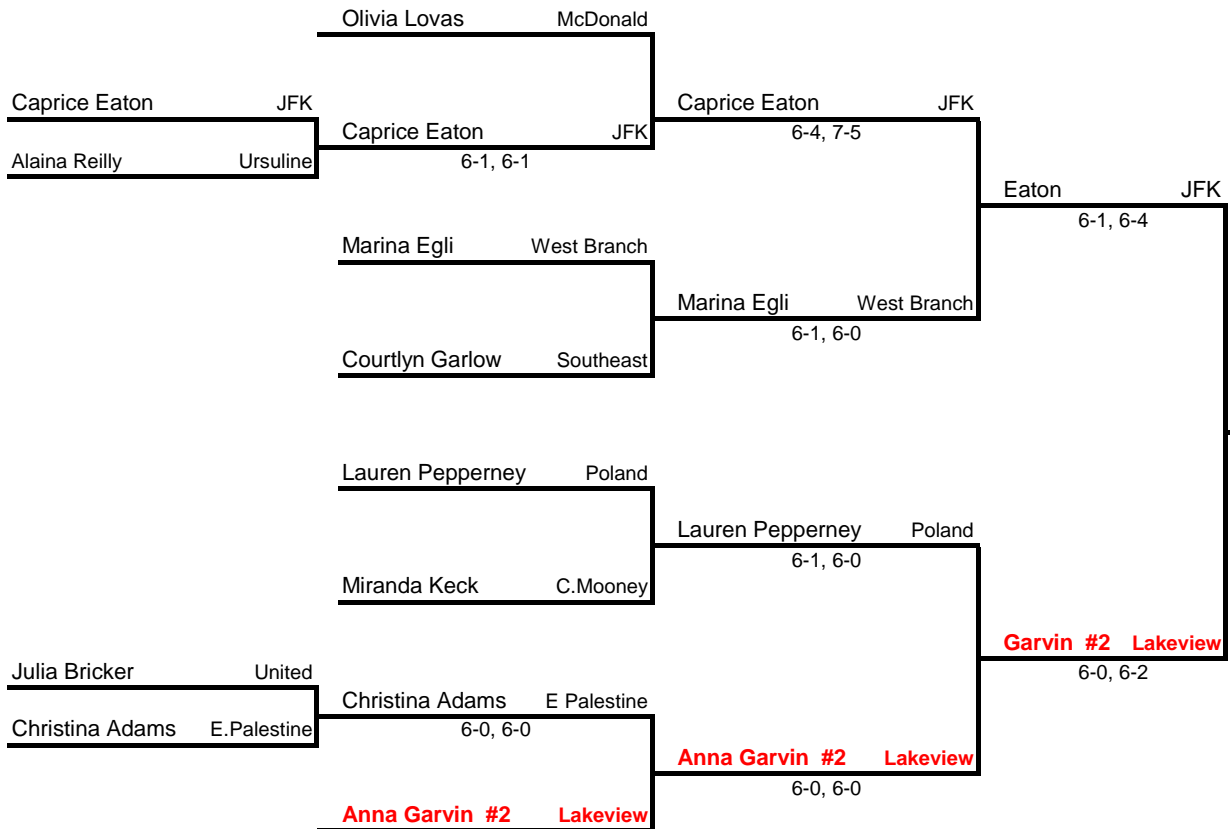 Olivia Lovas McDonald
Caprice Eaton JFK
Caprice Eaton JFK
6-4, 7-5
Caprice Eaton JFK
Alaina Reilly Ursuline
6-1, 6-1
Eaton JFK
6-1, 6-4
Marina Egli West Branch
Marina Egli West Branch
6-1, 6-0
Courtlyn Garlow Southeast
Lauren Pepperney Poland
Lauren Pepperney Poland
6-1, 6-0
Miranda Keck C.Mooney
Garvin #2 Lakeview
6-0, 6-2
Julia Bricker United
Christina Adams E Palestine
Christina Adams E.Palestine
6-0, 6-0
Anna Garvin #2 Lakeview
6-0, 6-0
Anna Garvin #2 Lakeview